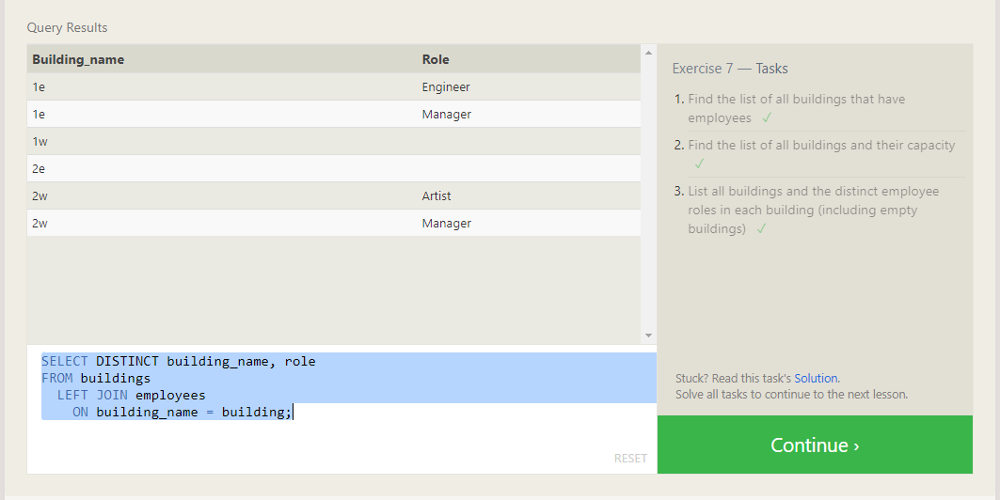 Query Results
Building_name Role
1e Engineer
1e Manager
1w
2e
2w Artist
2w Manager
SELECT DISTINCT building_name, role
FROM buildings
LEFT JOIN employees
ON building_name = building;
RESET
Exercise 7 — Tasks
1. Find the list of all buildings that have
employees ✓
2. Find the list of all buildings and their capacity
✓
3. List all buildings and the distinct employee
roles in each building (including empty
buildings) ✓
Stuck? Read this task's Solution.
Solve all tasks to continue to the next lesson.
Continue ›